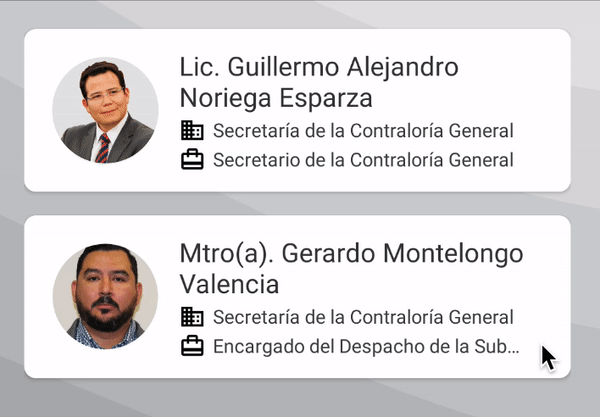 Lic. Guillermo Alejandro
Noriega Esparza
Secretaría de la Contraloría General
Secretario de la Contraloría General
Mtro(a). Gerardo Montelongo
Valencia
Secretaría de la Contraloría General
Encargado del Despacho de la Sub...